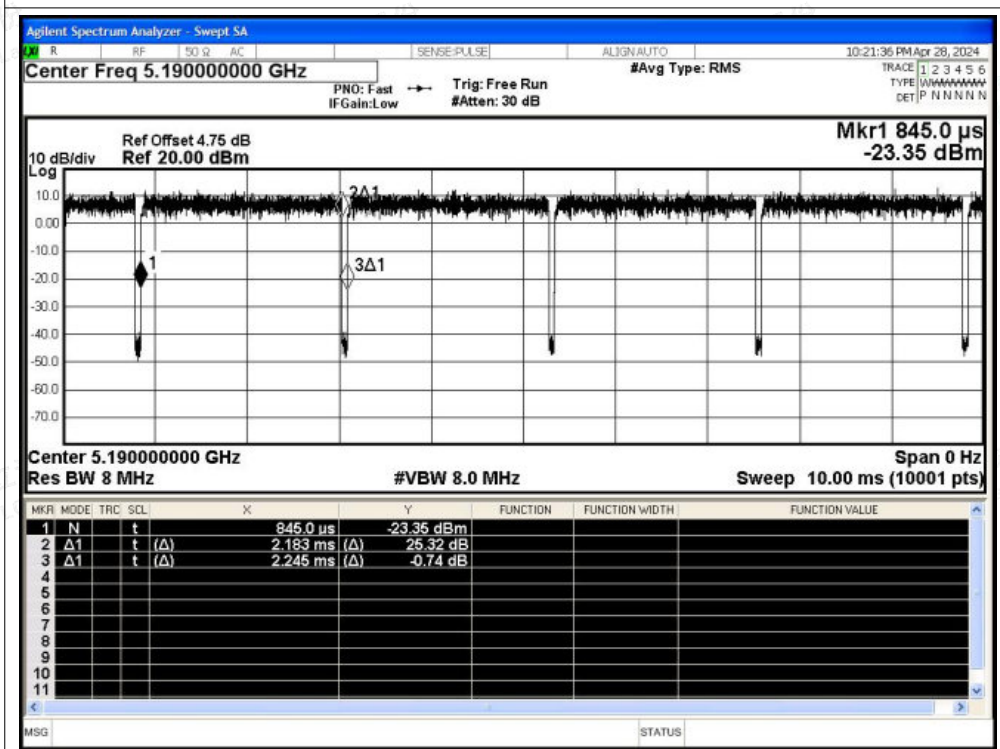 Agilent Spectrum Analyzer - Swept SA
R RF 50 Ω AC SENSE:PULSE ALIGN AUTO 10:21:36 PM Apr 28, 2024
Center Freq 5.190000000 GHz #Avg Type: RMS TRACE 1 2 3 4 5 6
PNO: Fast Trig: Free Run TYPE
IFGain:Low #Atten: 30 dB DET P N N N N N
Mkr1 845.0 µs
Ref Offset 4.75 dB
-23.35 dBm
10 dB/div Ref 20.00 dBm
Log
10.0
0.00
-10.0
-20.0
-30.0
-40.0
-50.0
-60.0
-70.0
2Δ1
1
3Δ1
Center 5.190000000 GHz Span 0 Hz
Res BW 8 MHz #VBW 8.0 MHz Sweep 10.00 ms (10001 pts)
MKR MODE TRC SCL X Y FUNCTION FUNCTION WIDTH FUNCTION VALUE
1 N t 845.0 µs -23.35 dBm
2 Δ1 t (Δ) 2.183 ms (Δ) 25.32 dB
3 Δ1 t (Δ) 2.245 ms (Δ) -0.74 dB
4
5
6
7
8
9
10
11
MSG STATUS